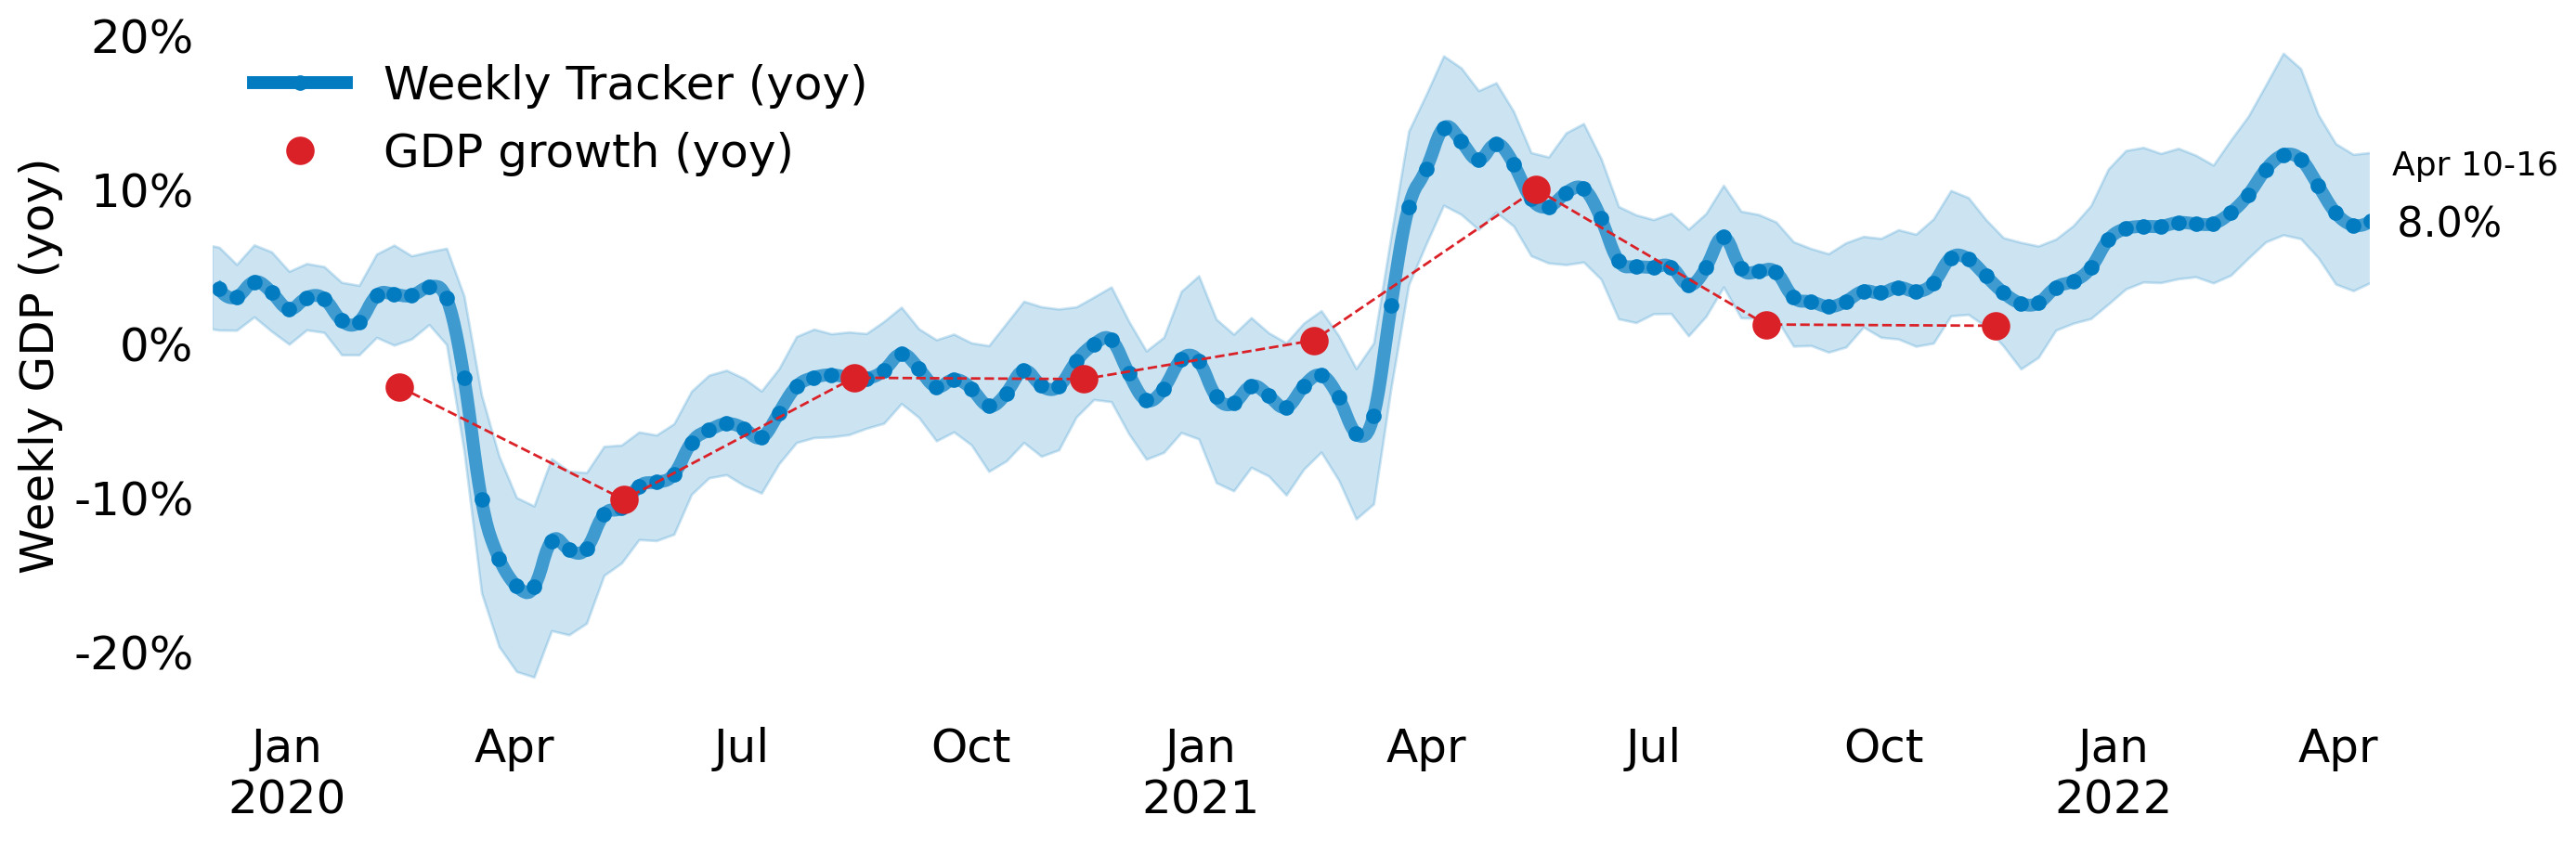 Weekly GDP (yoy)
20%
10%
0%
-10%
-20%
Weekly Tracker (yoy)
GDP growth (yoy)
Apr 10-16
8.0%
Jan Apr Jul Oct Jan Apr Jul Oct Jan Apr
2020 2021 2022